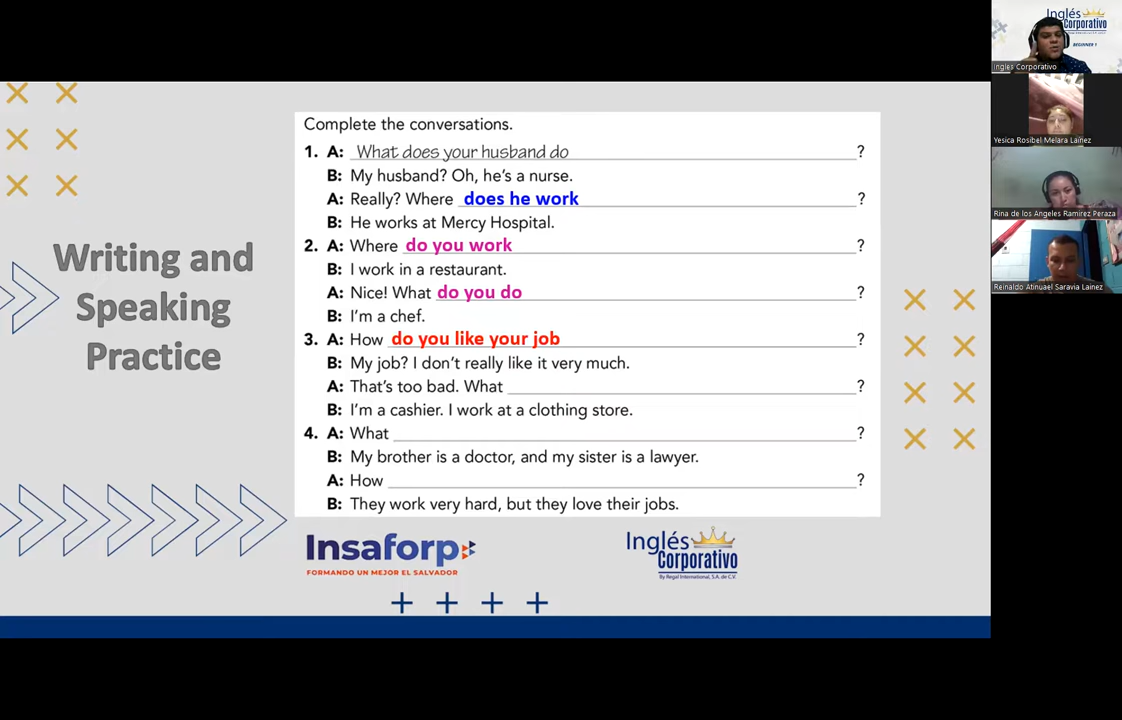 Writing and
Speaking
Practice
Complete the conversations.
1. A: What does your husband do ?
B: My husband? Oh, he's a nurse.
A: Really? Where does he work ?
B: He works at Mercy Hospital.
2. A: Where do you work ?
B: I work in a restaurant.
A: Nice! What do you do ?
B: I'm a chef.
3. A: How do you like your job ?
B: My job? I don't really like it very much.
A: That's too bad. What ?
B: I'm a cashier. I work at a clothing store.
4. A: What ?
B: My brother is a doctor, and my sister is a lawyer.
A: How ?
B: They work very hard, but they love their jobs.
Insaforp
FORMANDO UN MEJOR EL SALVADOR
Inglés
Corporativo
By Regal International, S.A. de C.V.
Inglés
Corporativo
BEGINNER 1
Inglés Corporativo
Yesica Rosibel Melara Laínez
Rina de los Angeles Ramirez Peraza
Reinaldo Atinuael Saravia Lainez